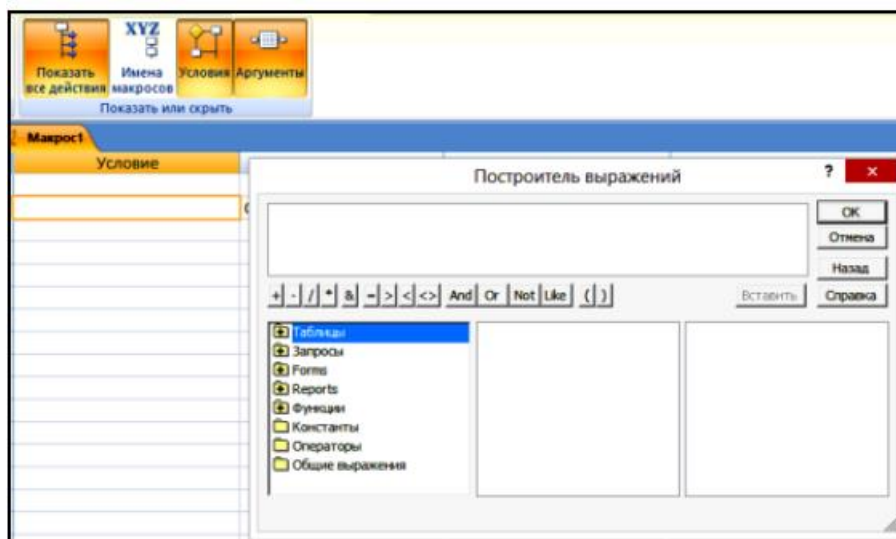 XYZ
Показать все действия
Имена макросов
Условия
Аргументы
Показать или скрыть
Макрос1
Условие
Построитель выражений
? ×
ОК
Отмена
Назад
+ - / * & = > < <> And Or Not Like ( )
Вставить
Справка
Таблицы
Запросы
Forms
Reports
Функции
Константы
Операторы
Общие выражения